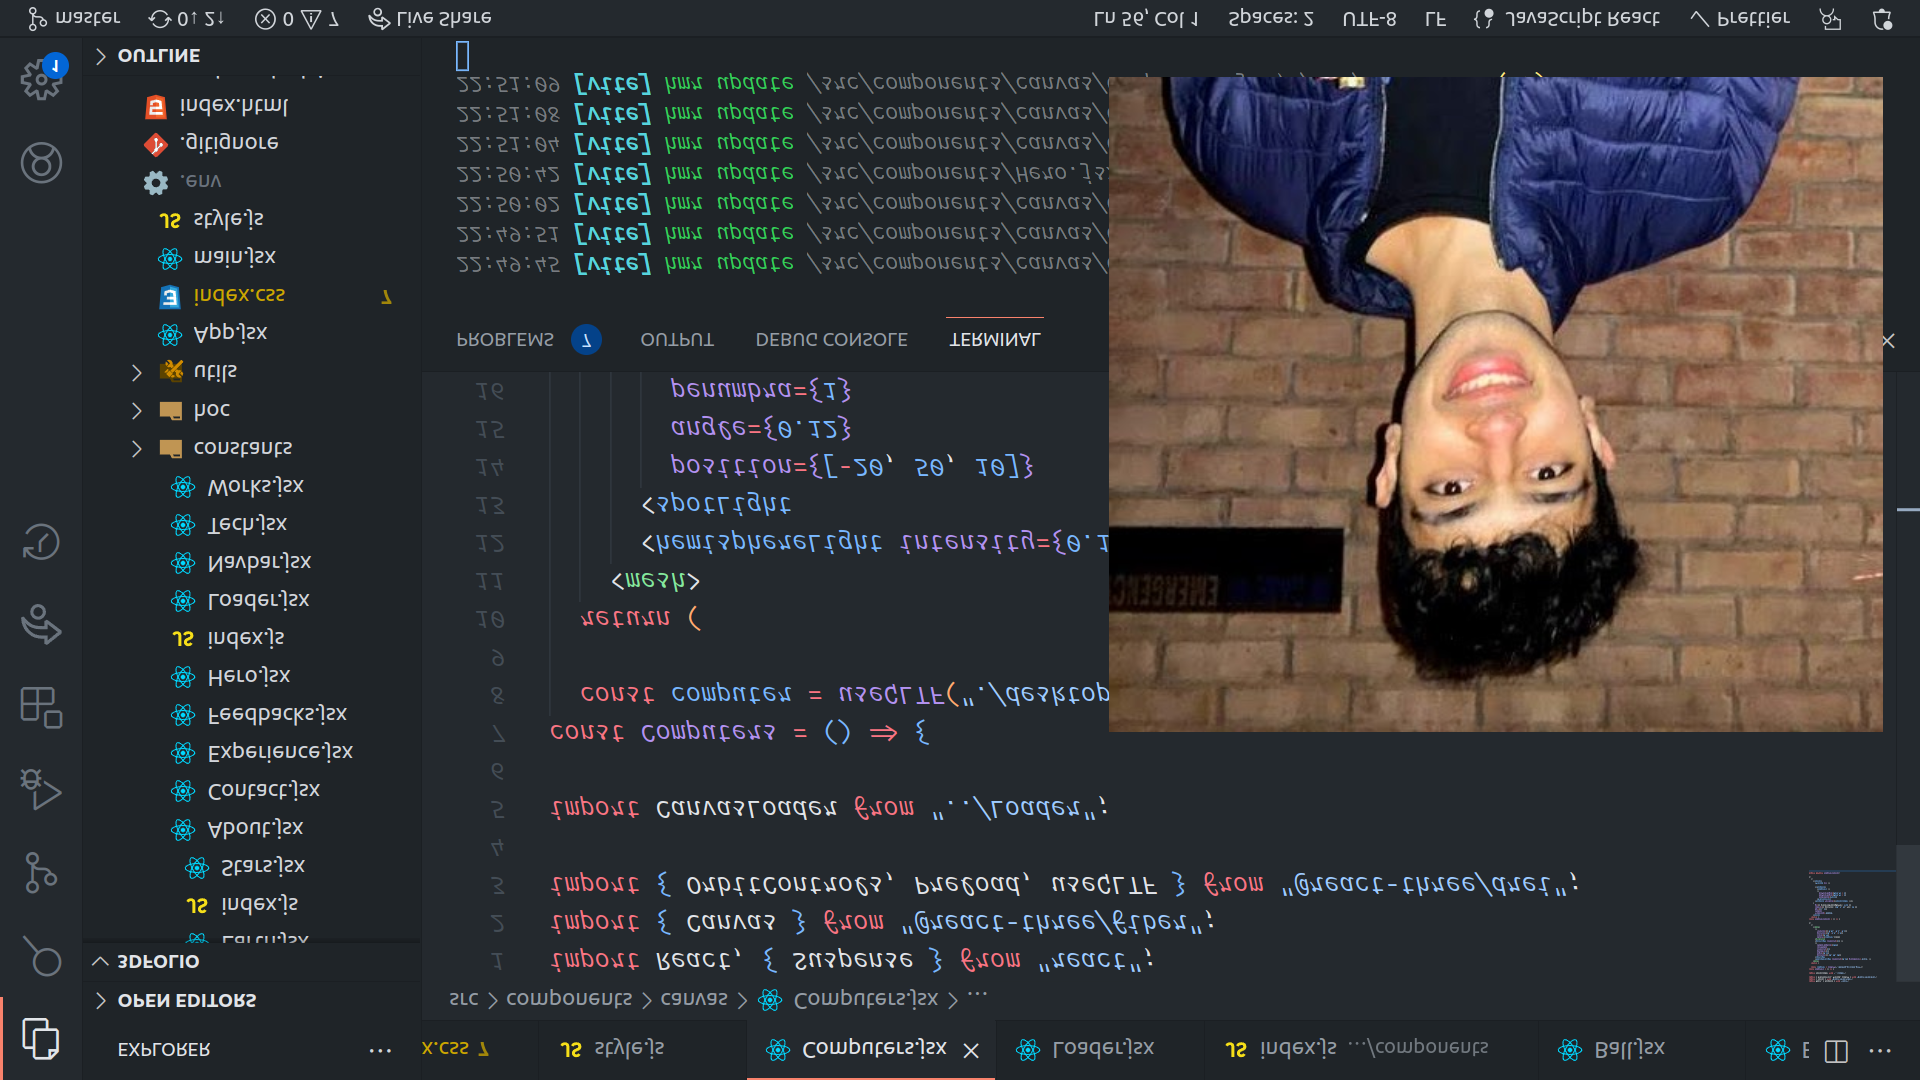 EXPLORER
OPEN EDITORS
3DFOLIO
Earth.jsx
index.js
Stars.jsx
About.jsx
Contact.jsx
Experience.jsx
Feedbacks.jsx
Hero.jsx
index.js
Loader.jsx
Navbar.jsx
Tech.jsx
Works.jsx
constants
hoc
utils
App.jsx
index.css 7
main.jsx
style.js
.env
.gitignore
index.html
OUTLINE
1
x.css 7 style.js Computers.jsx Loader.jsx index.js .../components Ball.jsx
src > components > canvas > Computers.jsx > ...
1 import React, { Suspense } from "react";
2 import { Canvas } from "@react-three/fiber";
3 import { OrbitControls, Preload, useGLTF } from "@react-three/drei";
4
5 import CanvasLoader from "../Loader";
6
7 const Computers = () => {
8 const computer = useGLTF("./desktop
9
10 return (
11 <mesh>
12 <hemisphereLight intensity={0.1
13 <spotLight
14 position={[-20, 50, 10]}
15 angle={0.12}
16 penumbra={1}
EMERGENCY
PROBLEMS 7 OUTPUT DEBUG CONSOLE TERMINAL
22:49:45 [vite] hmr update /src/components/canvas/
22:49:51 [vite] hmr update /src/components/canvas/
22:50:02 [vite] hmr update /src/components/canvas/
22:50:42 [vite] hmr update /src/components/Hero.js
22:51:04 [vite] hmr update /src/components/canvas/
22:51:08 [vite] hmr update /src/components/canvas/
22:51:09 [vite] hmr update /src/components/canvas/
master 0↓ 2↑ 0 7 Live Share Ln 56, Col 1 Spaces: 2 UTF-8 LF JavaScript React Prettier